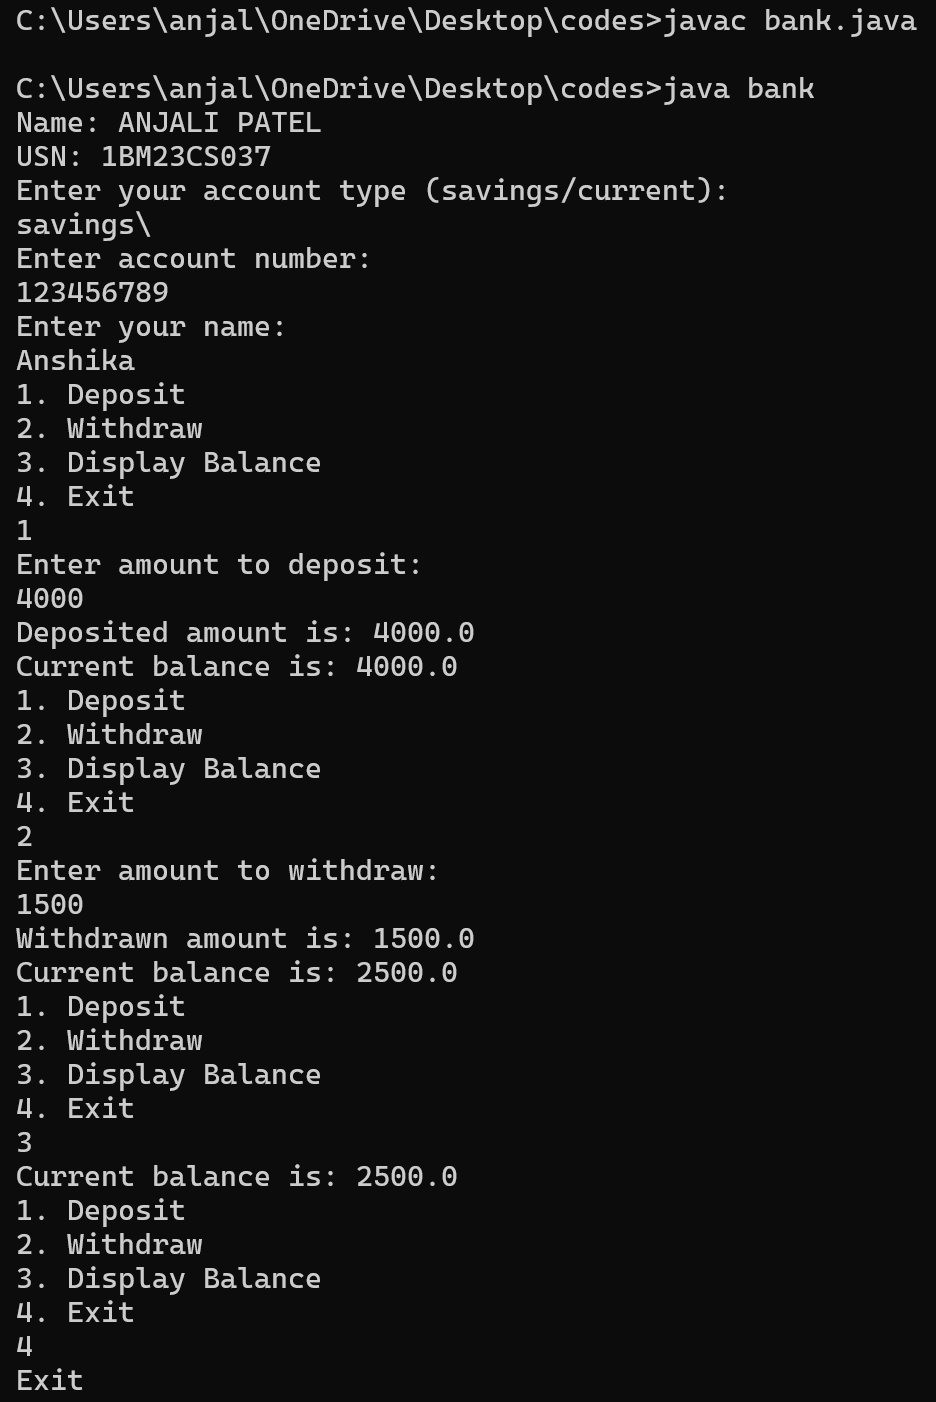 C:\Users\anjal\OneDrive\Desktop\codes>javac bank.java
C:\Users\anjal\OneDrive\Desktop\codes>java bank
Name: ANJALI PATEL
USN: 1BM23CS037
Enter your account type (savings/current):
savings\
Enter account number:
123456789
Enter your name:
Anshika
1. Deposit
2. Withdraw
3. Display Balance
4. Exit
1
Enter amount to deposit:
4000
Deposited amount is: 4000.0
Current balance is: 4000.0
1. Deposit
2. Withdraw
3. Display Balance
4. Exit
2
Enter amount to withdraw:
1500
Withdrawn amount is: 1500.0
Current balance is: 2500.0
1. Deposit
2. Withdraw
3. Display Balance
4. Exit
3
Current balance is: 2500.0
1. Deposit
2. Withdraw
3. Display Balance
4. Exit
4
Exit